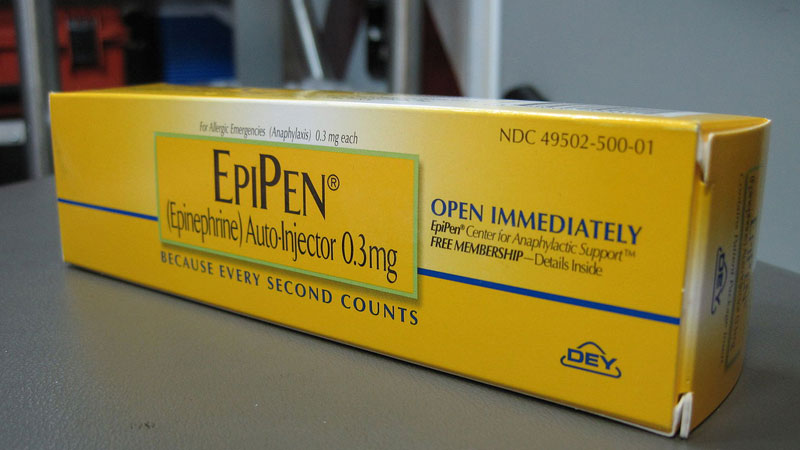 For Allergic Emergencies (Anaphylaxis) 0.3 mg each
NDC 49502-500-01
EPIPEN®
(Epinephrine) Auto-Injector 0.3mg
BECAUSE EVERY SECOND COUNTS
OPEN IMMEDIATELY
EpiPen® Center for Anaphylactic Support™
FREE MEMBERSHIP—Details Inside
DEY